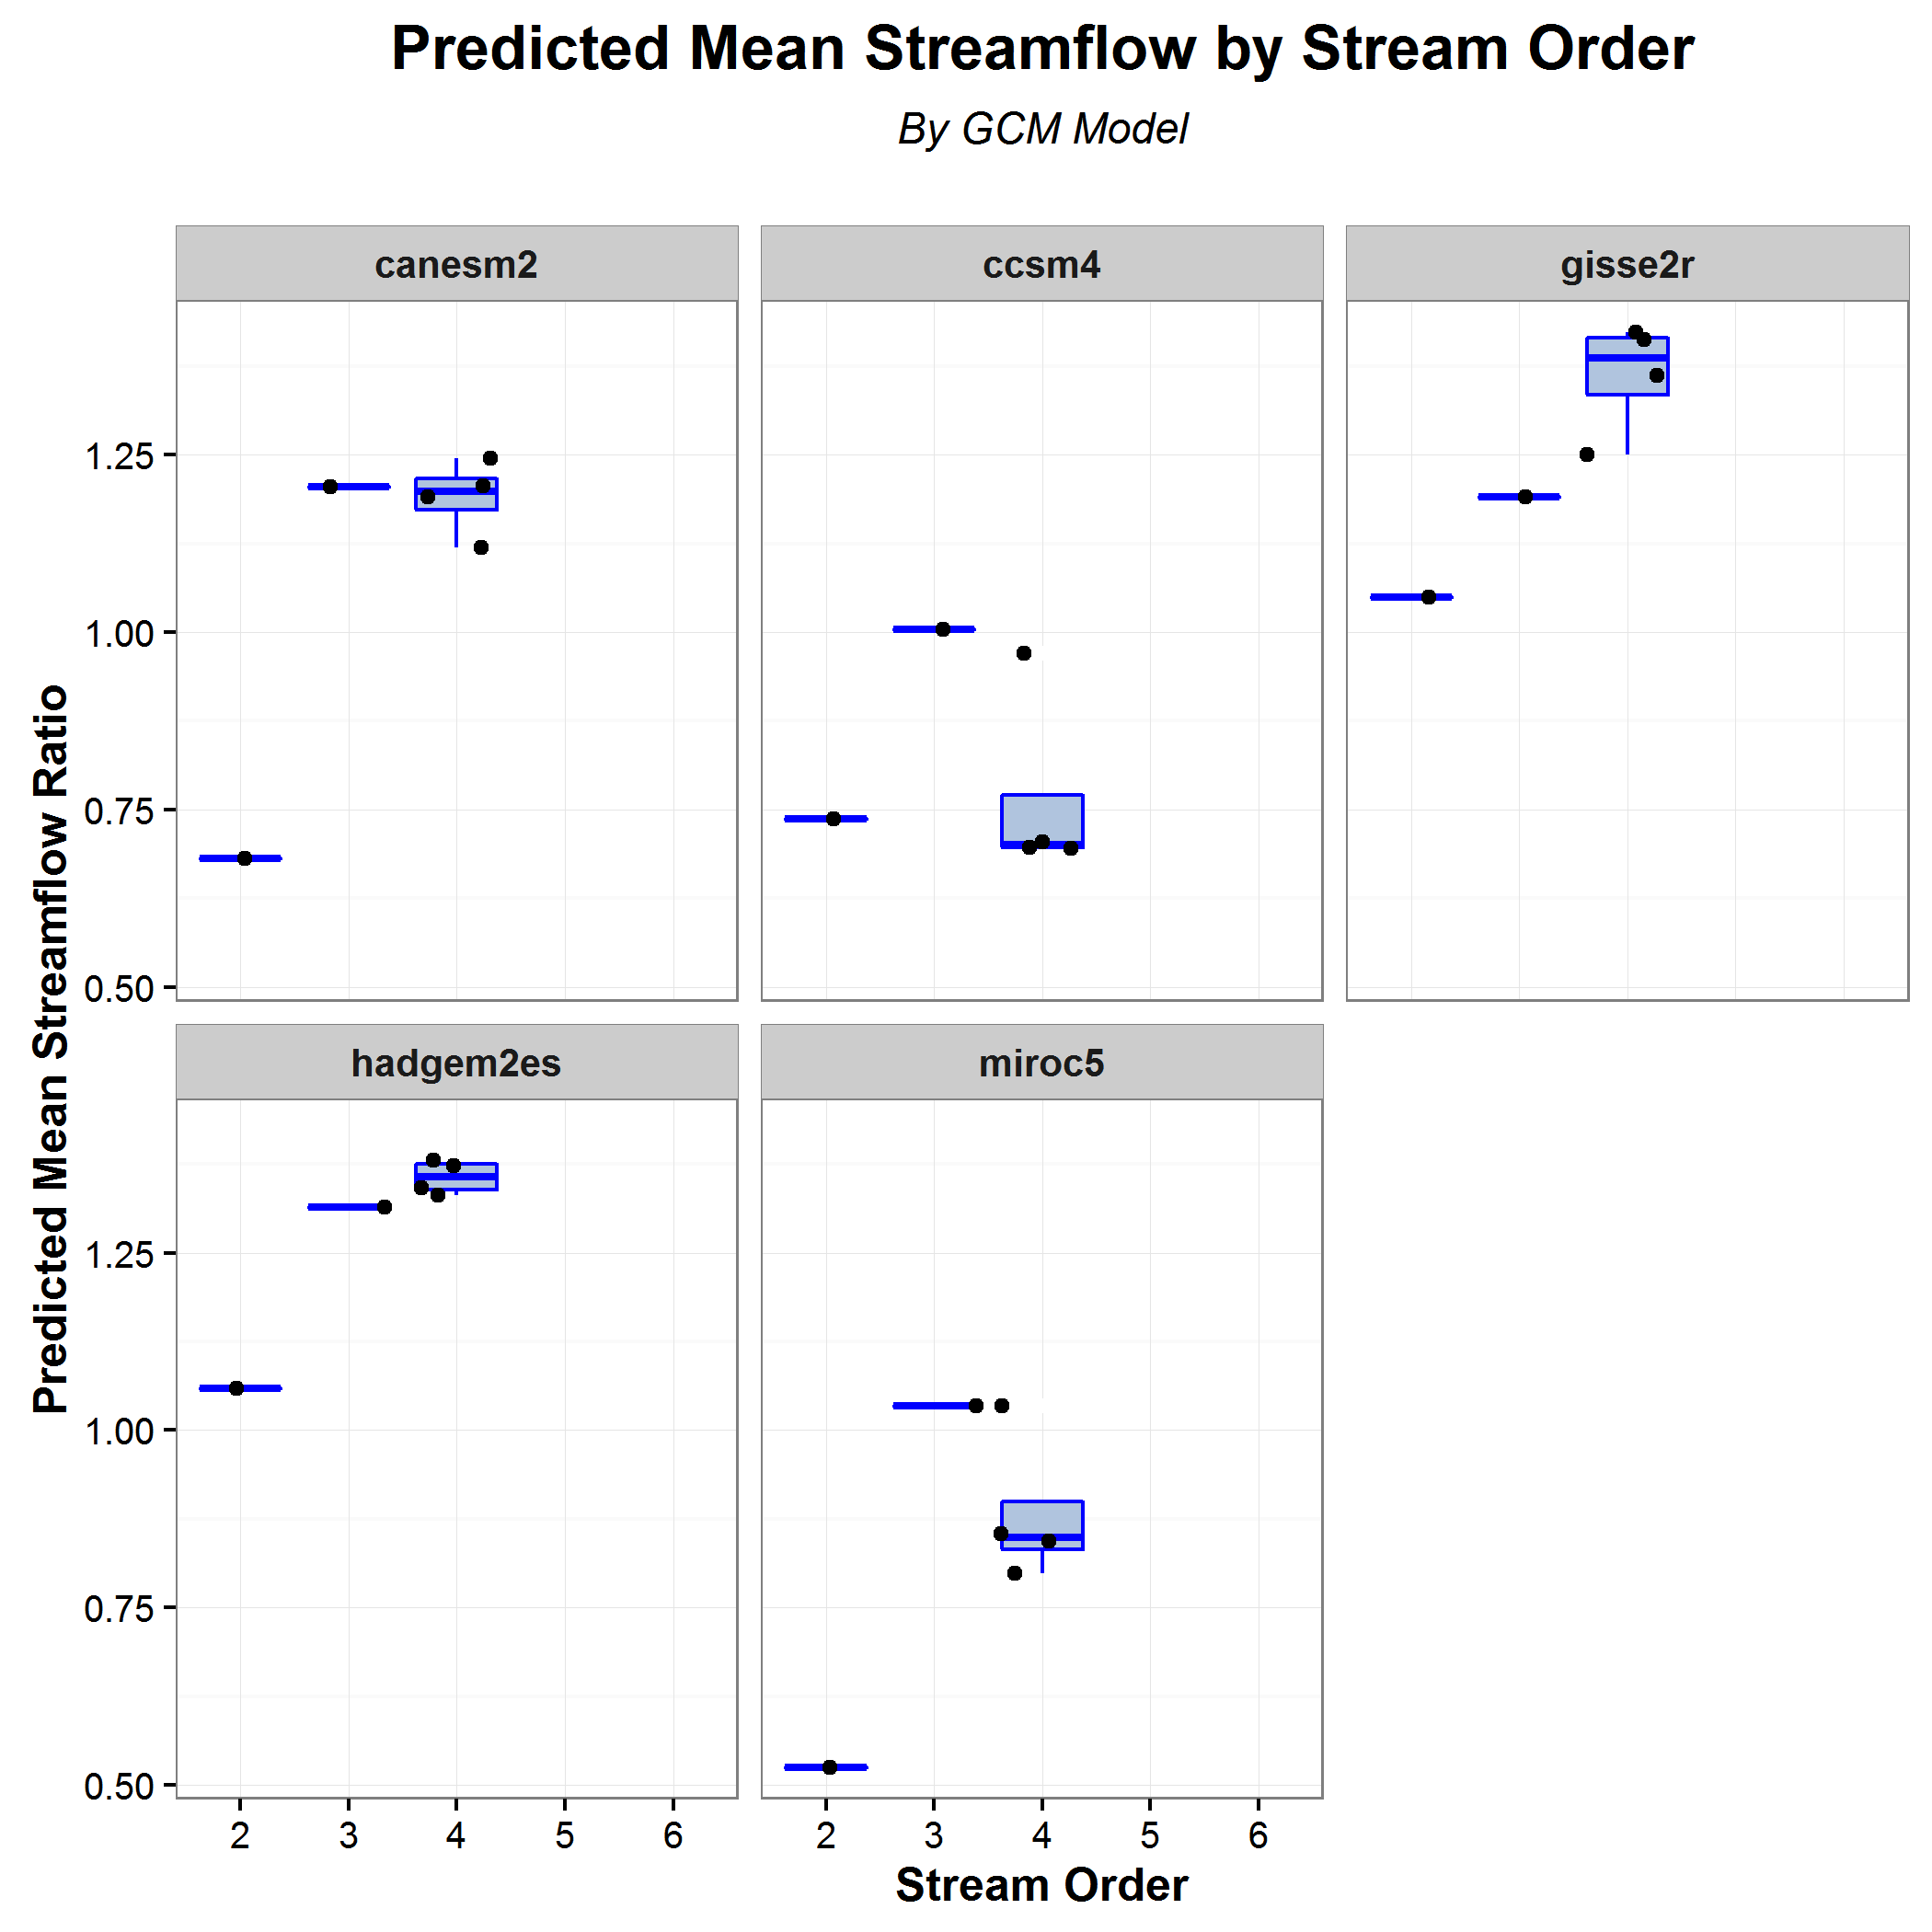 Predicted Mean Streamflow by Stream Order
By GCM Model
canesm2
ccsm4
gisse2r
1.25
1.00
0.75
0.50
Predicted Mean Streamflow Ratio
hadgem2es
miroc5
1.25
1.00
0.75
0.50
2 3 4 5 6
2 3 4 5 6
Stream Order